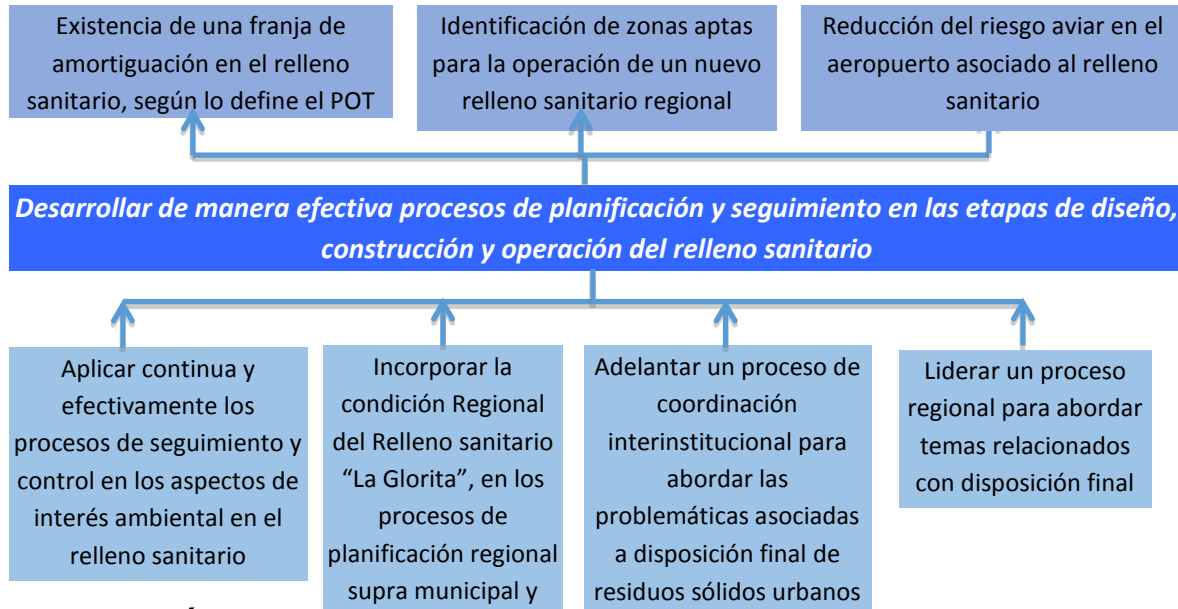 Existencia de una franja de
amortiguación en el relleno
sanitario, según lo define el POT
Identificación de zonas aptas
para la operación de un nuevo
relleno sanitario regional
Reducción del riesgo aviar en el
aeropuerto asociado al relleno
sanitario
Desarrollar de manera efectiva procesos de planificación y seguimiento en las etapas de diseño,
construcción y operación del relleno sanitario
Aplicar continua y
efectivamente los
procesos de seguimiento y
control en los aspectos de
interés ambiental en el
relleno sanitario
Incorporar la
condición Regional
del Relleno sanitario
“La Glorita”, en los
procesos de
planificación regional
supra municipal y
Adelantar un proceso de
coordinación
interinstitucional para
abordar las
problemáticas asociadas
a disposición final de
residuos sólidos urbanos
Liderar un proceso
regional para abordar
temas relacionados
con disposición final